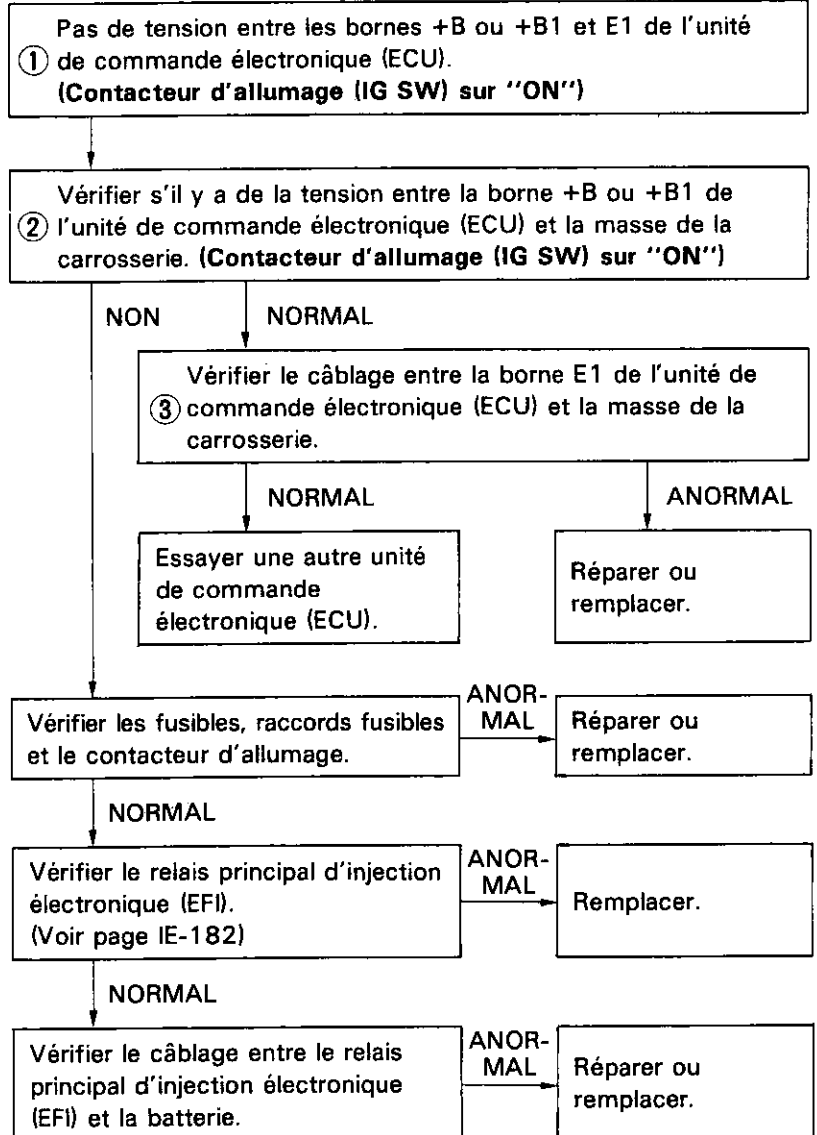 Pas de tension entre les bornes +B ou +B1 et E1 de l'unité
① de commande électronique (ECU).
(Contacteur d'allumage (IG SW) sur ''ON'')
Vérifier s'il y a de la tension entre la borne +B ou +B1 de
② l'unité de commande électronique (ECU) et la masse de la
carrosserie. (Contacteur d'allumage (IG SW) sur ''ON'')
NON
NORMAL
Vérifier le câblage entre la borne E1 de l'unité de
③ commande électronique (ECU) et la masse de la
carrosserie.
NORMAL
ANORMAL
Essayer une autre unité
de commande
électronique (ECU).
Réparer ou
remplacer.
Vérifier les fusibles, raccords fusibles
et le contacteur d'allumage.
ANOR-
MAL
Réparer ou
remplacer.
NORMAL
Vérifier le relais principal d'injection
électronique (EFI).
(Voir page IE-182)
ANOR-
MAL
Remplacer.
NORMAL
Vérifier le câblage entre le relais
principal d'injection électronique
(EFI) et la batterie.
ANOR-
MAL
Réparer ou
remplacer.